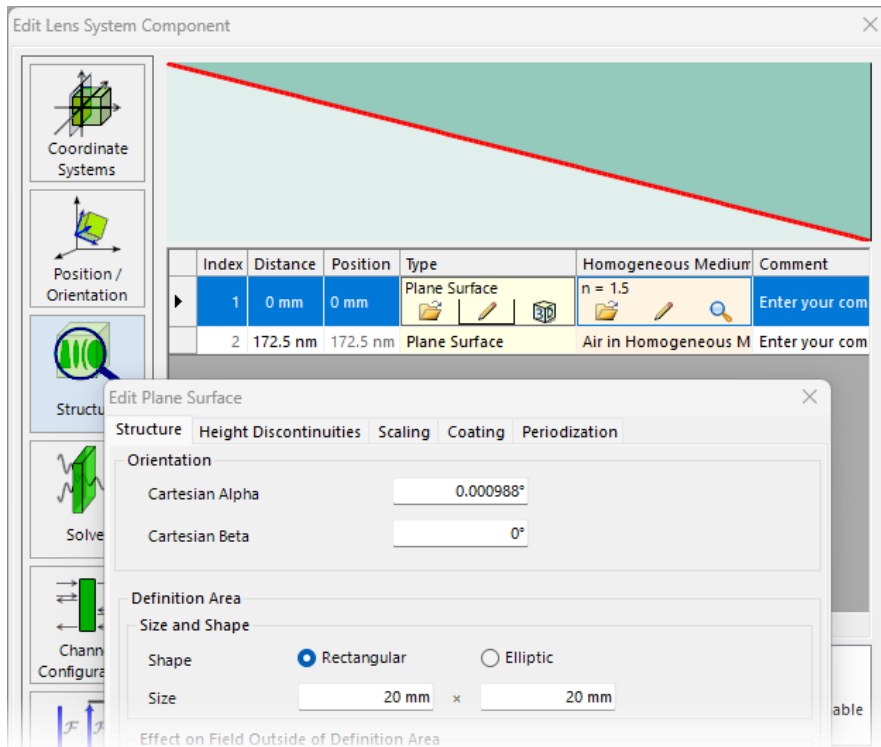 Edit Lens System Component
Coordinate
Systems
Position /
Orientation
Structu
Solve
Chann
Configura
Index Distance Position Type Homogeneous Medium Comment
1 0 mm 0 mm Plane Surface n = 1.5 Enter your com
3D
2 172.5 nm 172.5 nm Plane Surface Air in Homogeneous M Enter your com
Edit Plane Surface
Structure Height Discontinuities Scaling Coating Periodization
Orientation
Cartesian Alpha 0.000988°
Cartesian Beta 0°
Definition Area
Size and Shape
Shape Rectangular Elliptic
Size 20 mm × 20 mm
Effect on Field Outside of Definition Area
able